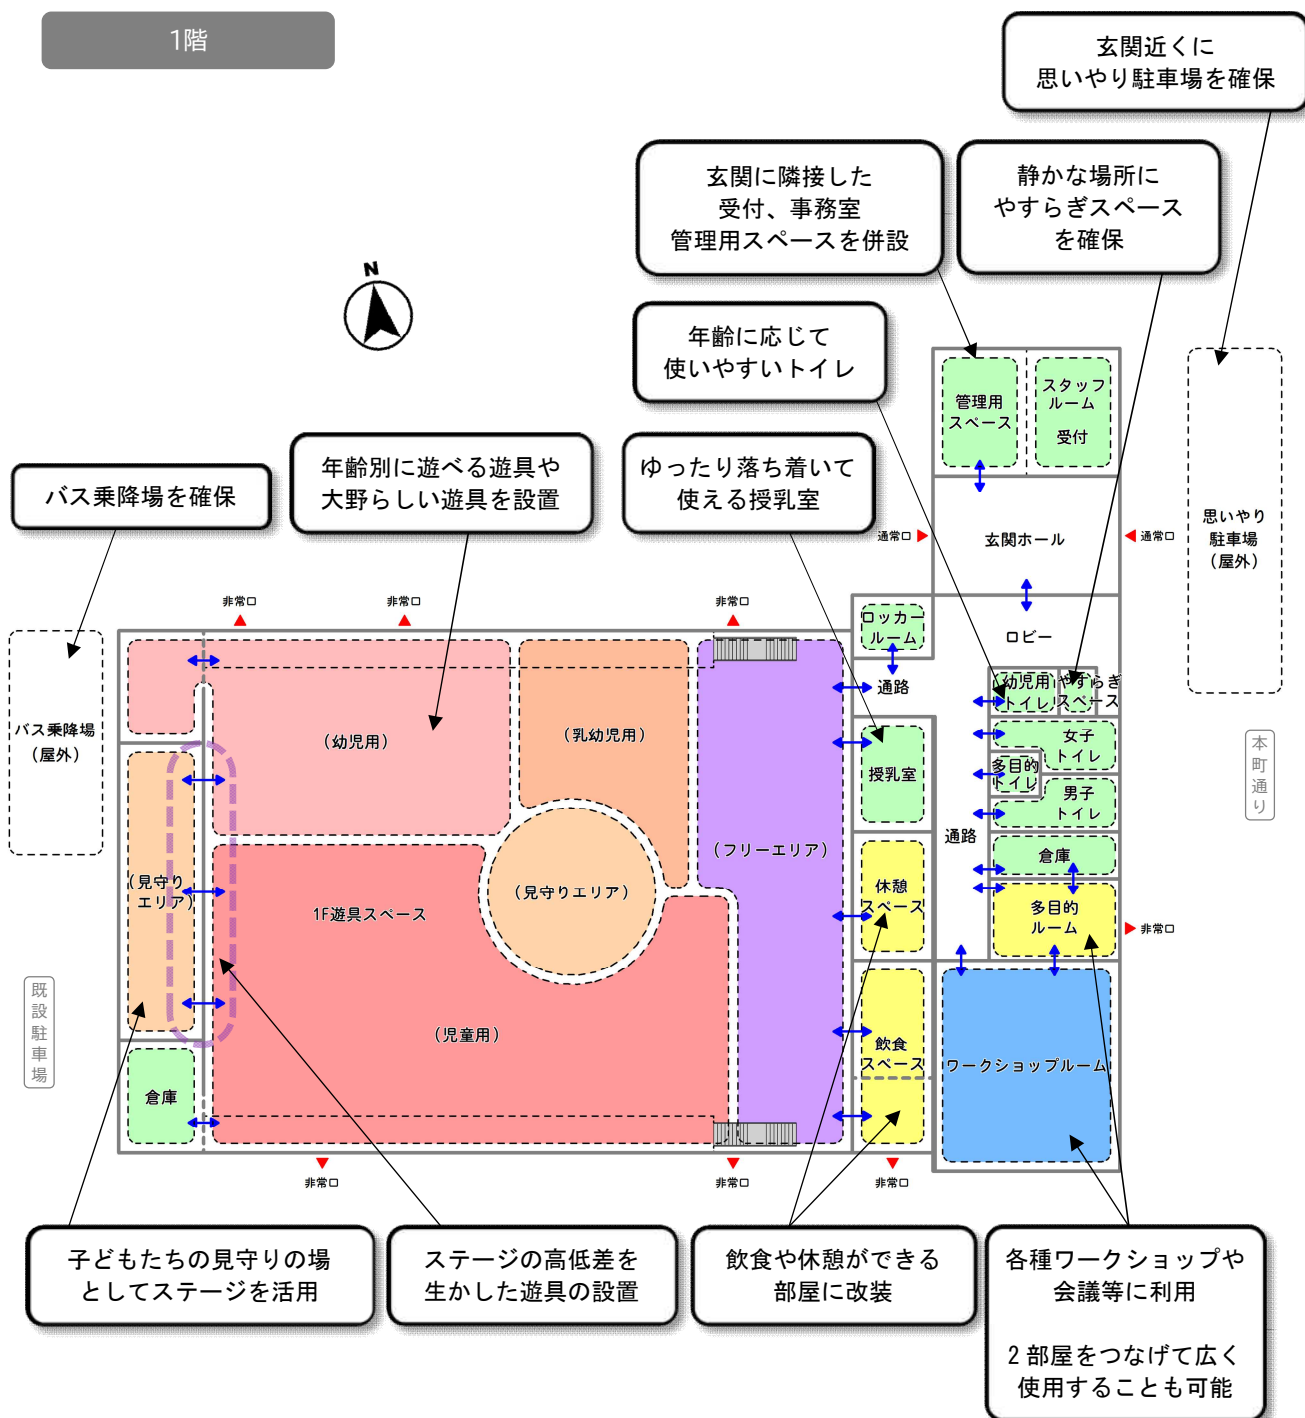 1階
玄関近くに
思いやり駐車場を確保
玄関に隣接した
受付、事務室
管理用スペースを併設
静かな場所に
やすらぎスペース
を確保
N
年齢に応じて
使いやすいトイレ
管理用
スペース
スタッフ
ルーム
受付
年齢別に遊べる遊具や
大野らしい遊具を設置
ゆったり落ち着いて
使える授乳室
バス乗降場を確保
通常口
玄関ホール
通常口
思いやり
駐車場
(屋外)
非常口
非常口
非常口
ロッカー
ルーム
ロビー
通路
幼児用
トイレ
やすらぎ
スペース
バス乗降場
(屋外)
(幼児用)
(乳幼児用)
女子
トイレ
授乳室
多目的
トイレ
男子
トイレ
本町通り
(フリーエリア)
通路
倉庫
(見守り
エリア)
1F遊具スペース
(見守りエリア)
休憩
スペース
多目的
ルーム
非常口
既設駐車場
(児童用)
飲食
スペース
ワークショップルーム
倉庫
非常口
非常口
非常口
子どもたちの見守りの場
としてステージを活用
ステージの高低差を
生かした遊具の設置
飲食や休憩ができる
部屋に改装
各種ワークショップや
会議等に利用
2部屋をつなげて広く
使用することも可能